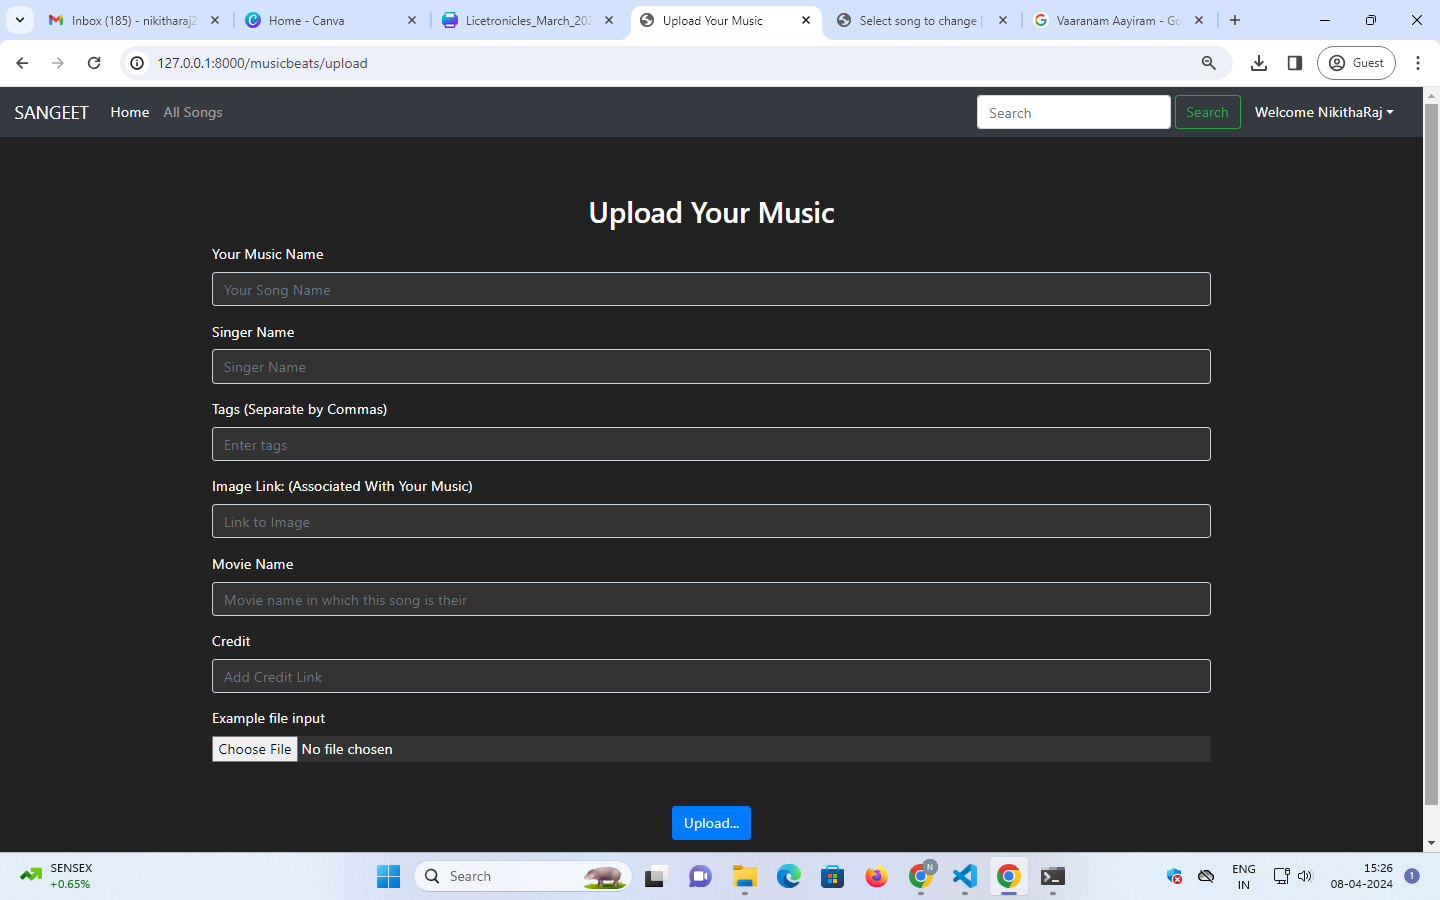 Inbox (185) - nikitharaj2
Home - Canva
Licetronicles_March_202
Upload Your Music
Select song to change |
Vaaranam Aayiram - Go
127.0.0.1:8000/musicbeats/upload
Guest
SANGEET Home All Songs
Search
Search
Welcome NikithaRaj
Upload Your Music
Your Music Name
Your Song Name
Singer Name
Singer Name
Tags (Separate by Commas)
Enter tags
Image Link: (Associated With Your Music)
Link to Image
Movie Name
Movie name in which this song is their
Credit
Add Credit Link
Example file input
Choose File No file chosen
Upload...
SENSEX
+0.65%
Search
N
ENG
IN
15:26
08-04-2024
1